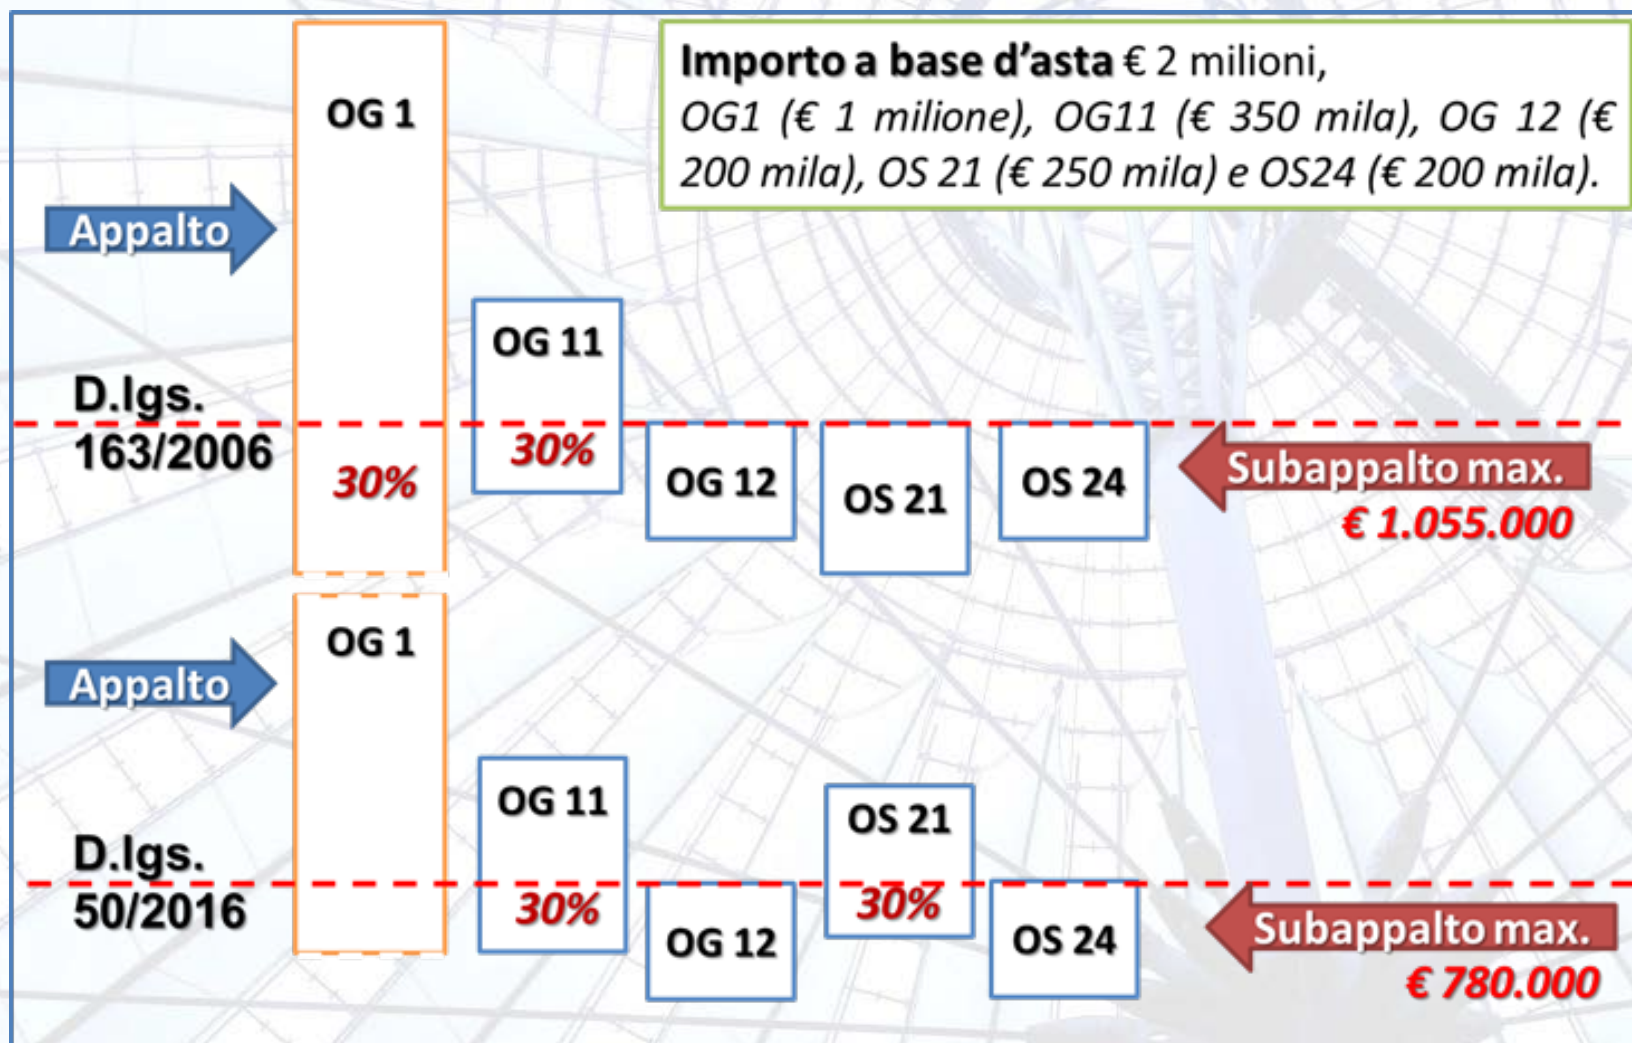 Importo a base d’asta € 2 milioni,
OG1 (€ 1 milione), OG11 (€ 350 mila), OG 12 (€
200 mila), OS 21 (€ 250 mila) e OS24 (€ 200 mila).
OG 1
Appalto
OG 11
D.lgs.
163/2006
30%
30%
OG 12
OS 21
OS 24
Subappalto max.
€ 1.055.000
OG 1
Appalto
OG 11
OS 21
D.lgs.
50/2016
30%
30%
OG 12
OS 24
Subappalto max.
€ 780.000